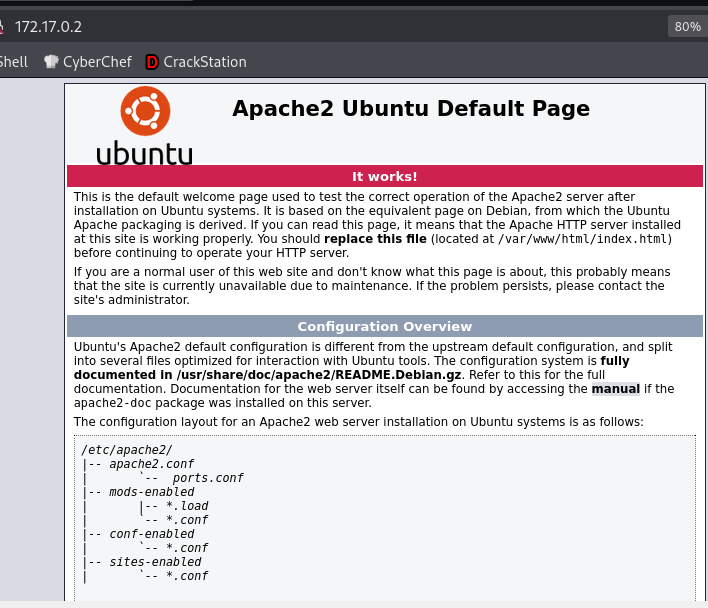 172.17.0.2
80%
Shell CyberChef CrackStation
Apache2 Ubuntu Default Page
ubuntu
It works!
This is the default welcome page used to test the correct operation of the Apache2 server after
installation on Ubuntu systems. It is based on the equivalent page on Debian, from which the Ubuntu
Apache packaging is derived. If you can read this page, it means that the Apache HTTP server installed
at this site is working properly. You should replace this file (located at /var/www/html/index.html)
before continuing to operate your HTTP server.
If you are a normal user of this web site and don't know what this page is about, this probably means
that the site is currently unavailable due to maintenance. If the problem persists, please contact the
site's administrator.
Configuration Overview
Ubuntu's Apache2 default configuration is different from the upstream default configuration, and split
into several files optimized for interaction with Ubuntu tools. The configuration system is fully
documented in /usr/share/doc/apache2/README.Debian.gz. Refer to this for the full
documentation. Documentation for the web server itself can be found by accessing the manual if the
apache2-doc package was installed on this server.
The configuration layout for an Apache2 web server installation on Ubuntu systems is as follows:
/etc/apache2/
|-- apache2.conf
|       `--  ports.conf
|-- mods-enabled
|       |-- *.load
|       `-- *.conf
|-- conf-enabled
|       `-- *.conf
|-- sites-enabled
|       `-- *.conf